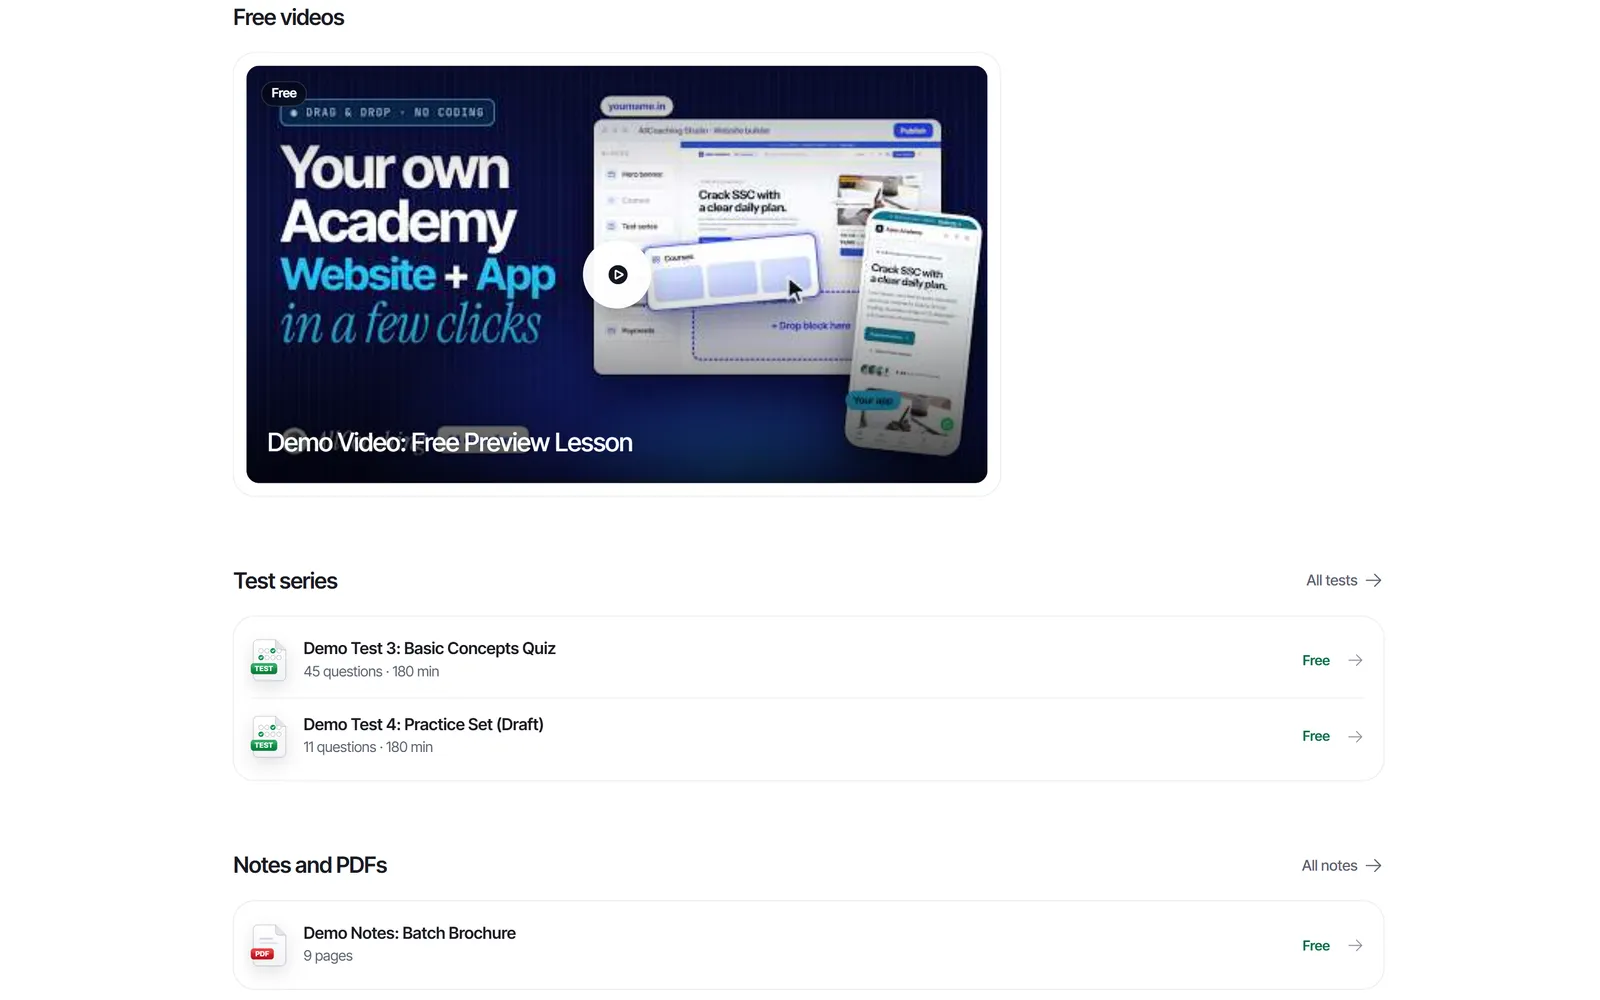 Free videos
Free
DRAG & DROP · NO CODING
Your own
Academy
Website + App
in a few clicks
yourname.in
AllCoaching Studio · Website builder
Publish
Hero banner
Courses
Test series
Payments
Crack SSC with
a clear daily plan.
Courses
+ Drop block here
Crack SSC with
a clear daily plan.
Your app
Demo Video: Free Preview Lesson
Test series
All tests
TEST
Demo Test 3: Basic Concepts Quiz
45 questions · 180 min
Free
TEST
Demo Test 4: Practice Set (Draft)
11 questions · 180 min
Free
Notes and PDFs
All notes
PDF
Demo Notes: Batch Brochure
9 pages
Free